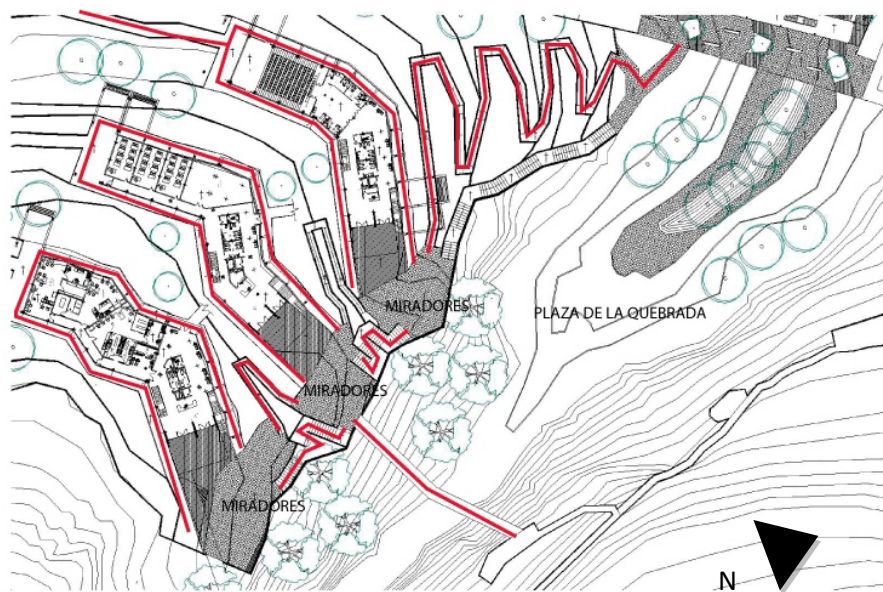 MIRADORES
PLAZA DE LA QUEBRADA
MIRADORES
MIRADORES
N